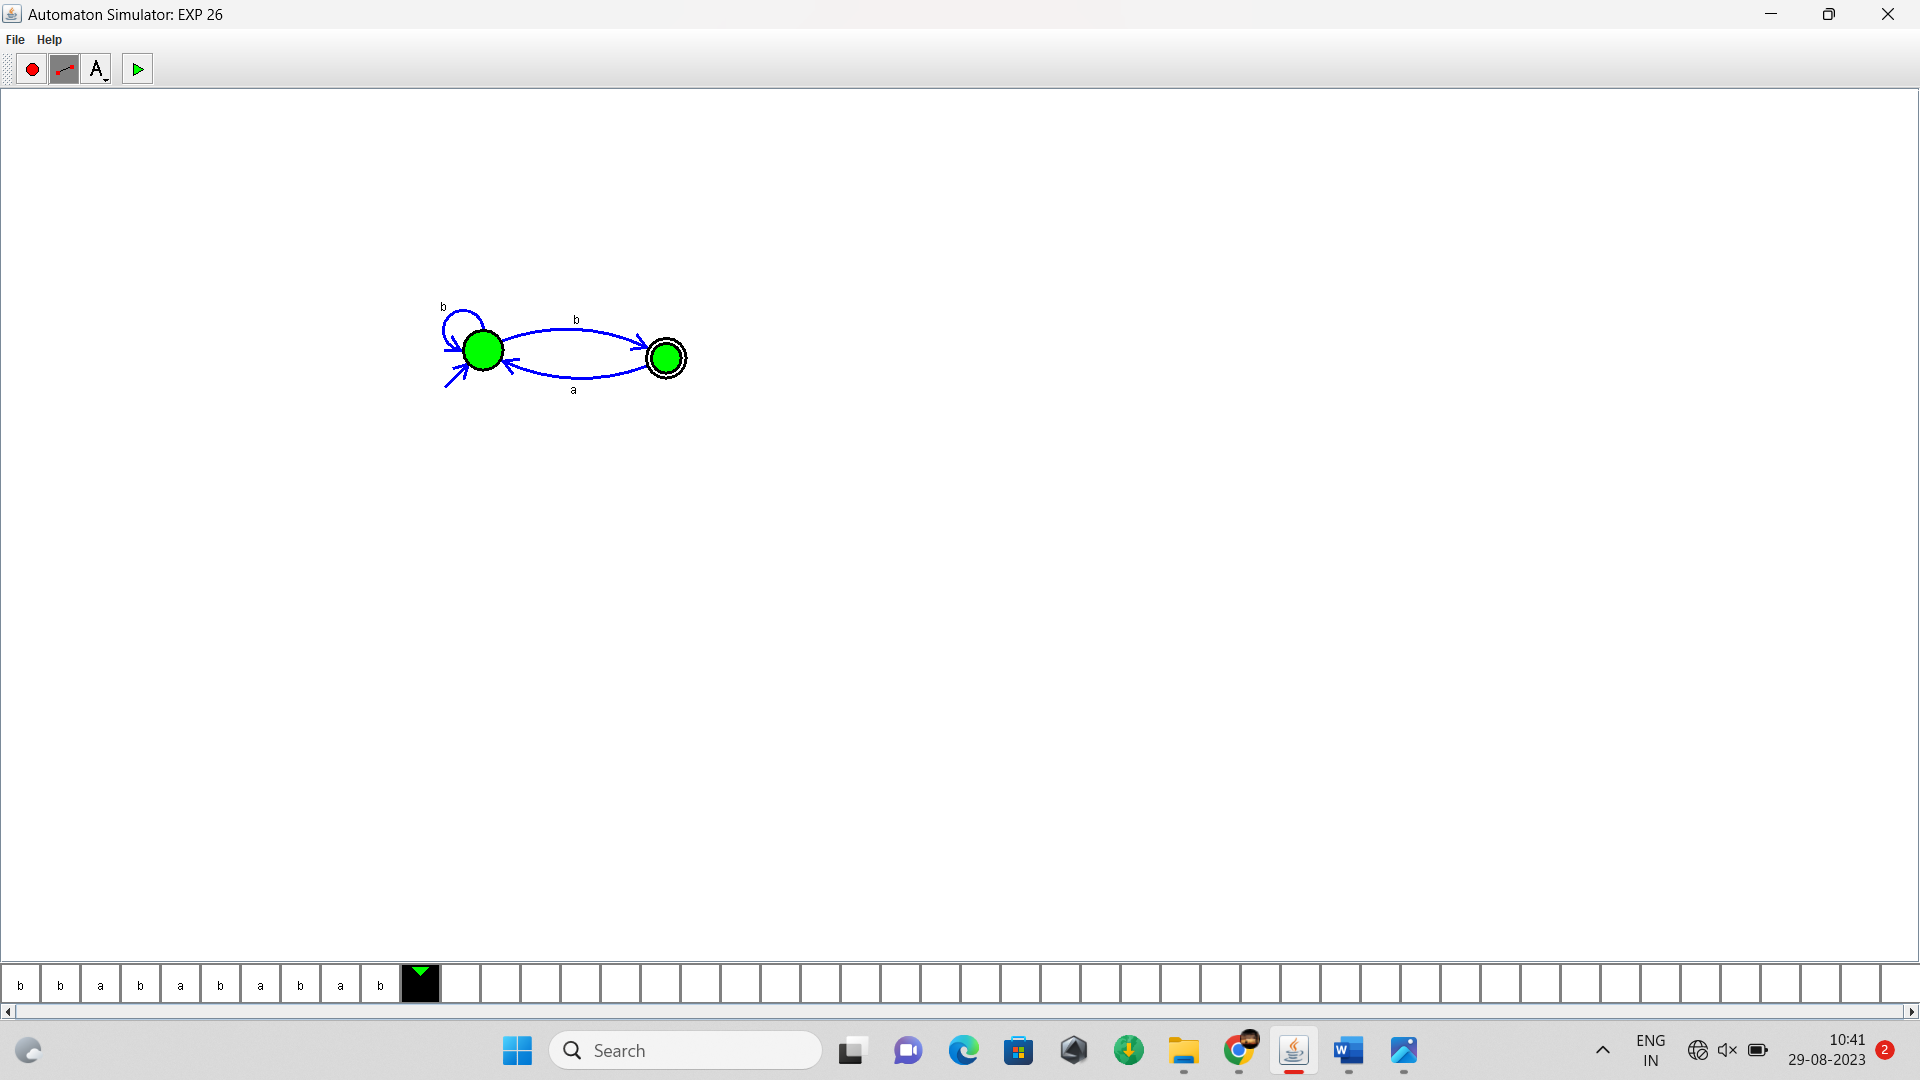 Automaton Simulator: EXP 26
File Help
A
b
b
a
b b a b a b a b a b
Search
W
ENG
IN
10:41
29-08-2023
2